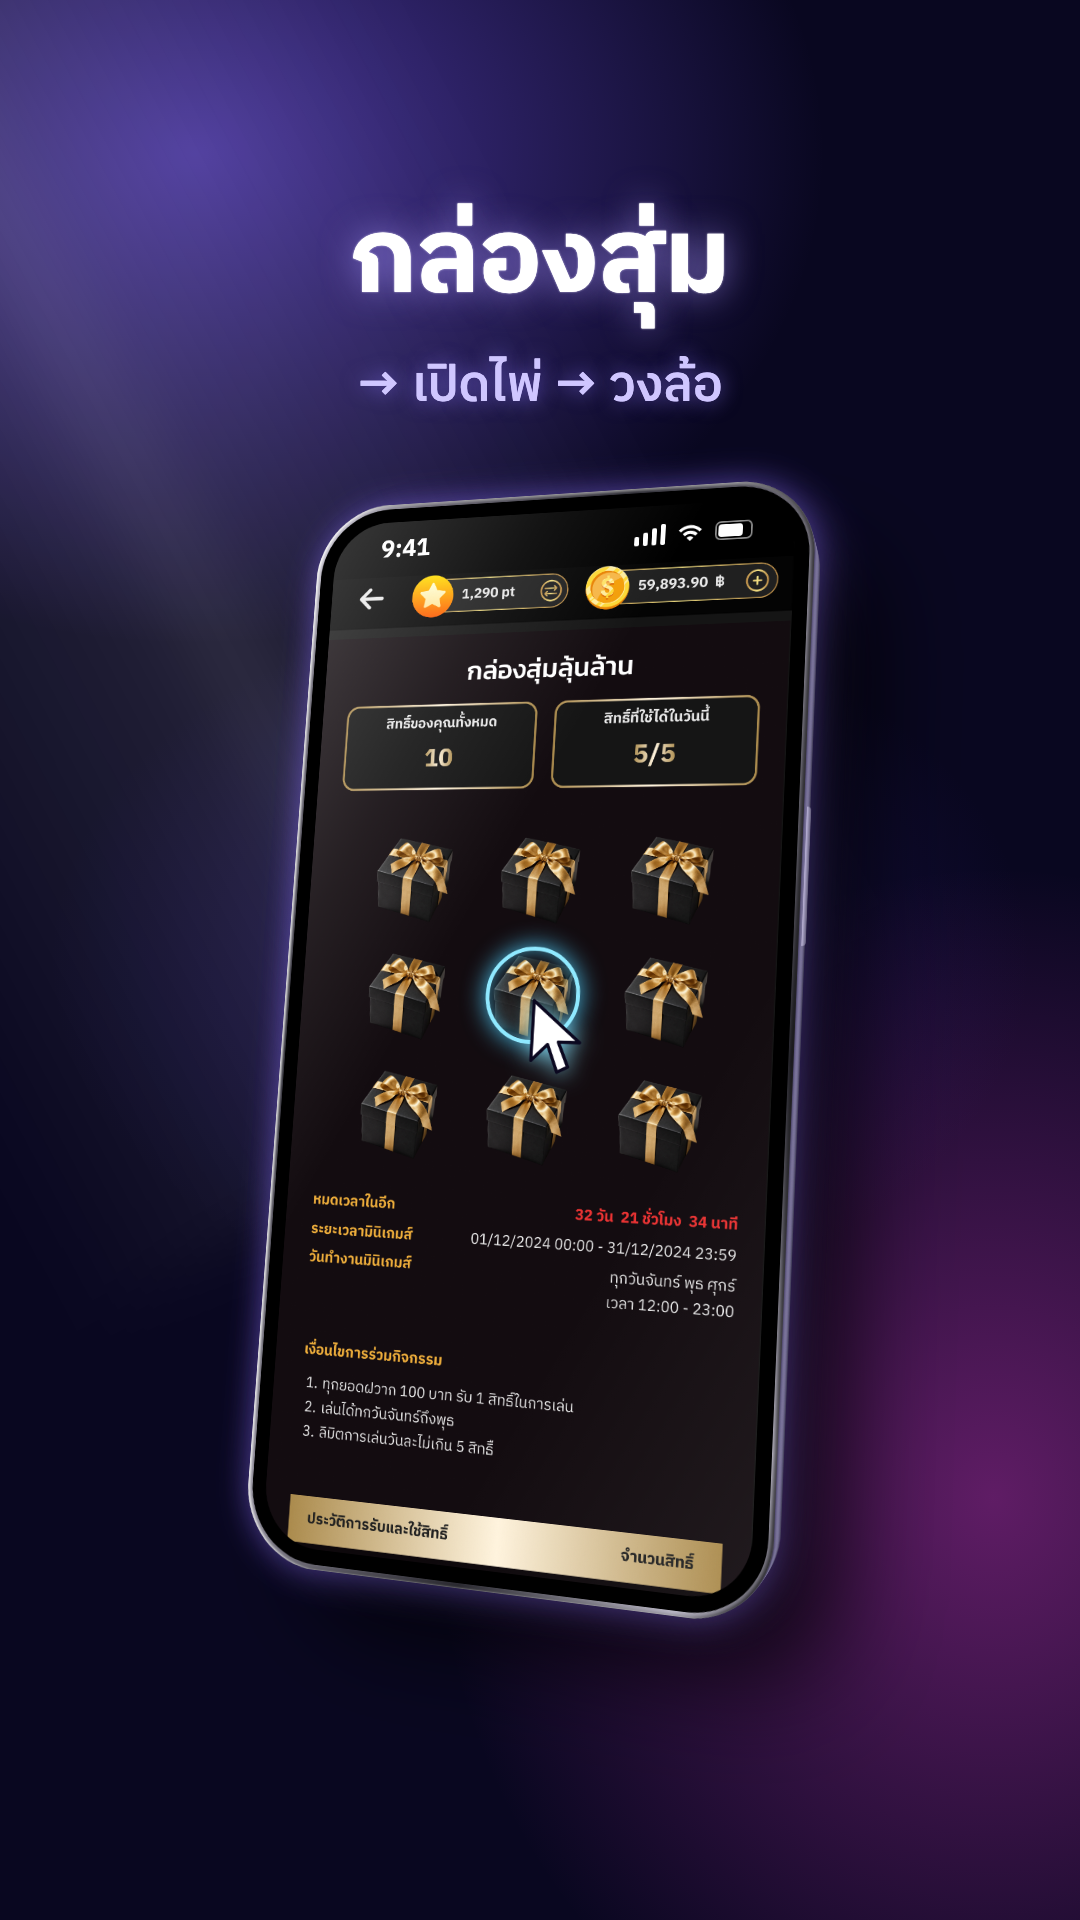 กล่องสุ่ม
→ เปิดไพ่ → วงล้อ
9:41
1,290 pt
59,893.90 ฿
กล่องสุ่มลุ้นล้าน
สิทธิ์ของคุณทั้งหมด
10
สิทธิ์ที่ใช้ได้ในวันนี้
5/5
หมดเวลาในอีก 32 วัน 21 ชั่วโมง 34 นาที
ระยะเวลามินิเกมส์ 01/12/2024 00:00 - 31/12/2024 23:59
วันทำงานมินิเกมส์ ทุกวันจันทร์ พุธ ศุกร์
เวลา 12:00 - 23:00
เงื่อนไขการร่วมกิจกรรม
1. ทุกยอดฝวาก 100 บาท รับ 1 สิทธิ์ในการเล่น
2. เล่นได้ทกวันจันทร์ถึงพุธ
3. ลิมิตการเล่นวันละไม่เกิน 5 สิทธิ์
ประวัติการรับและใช้สิทธิ์ จำนวนสิทธิ์